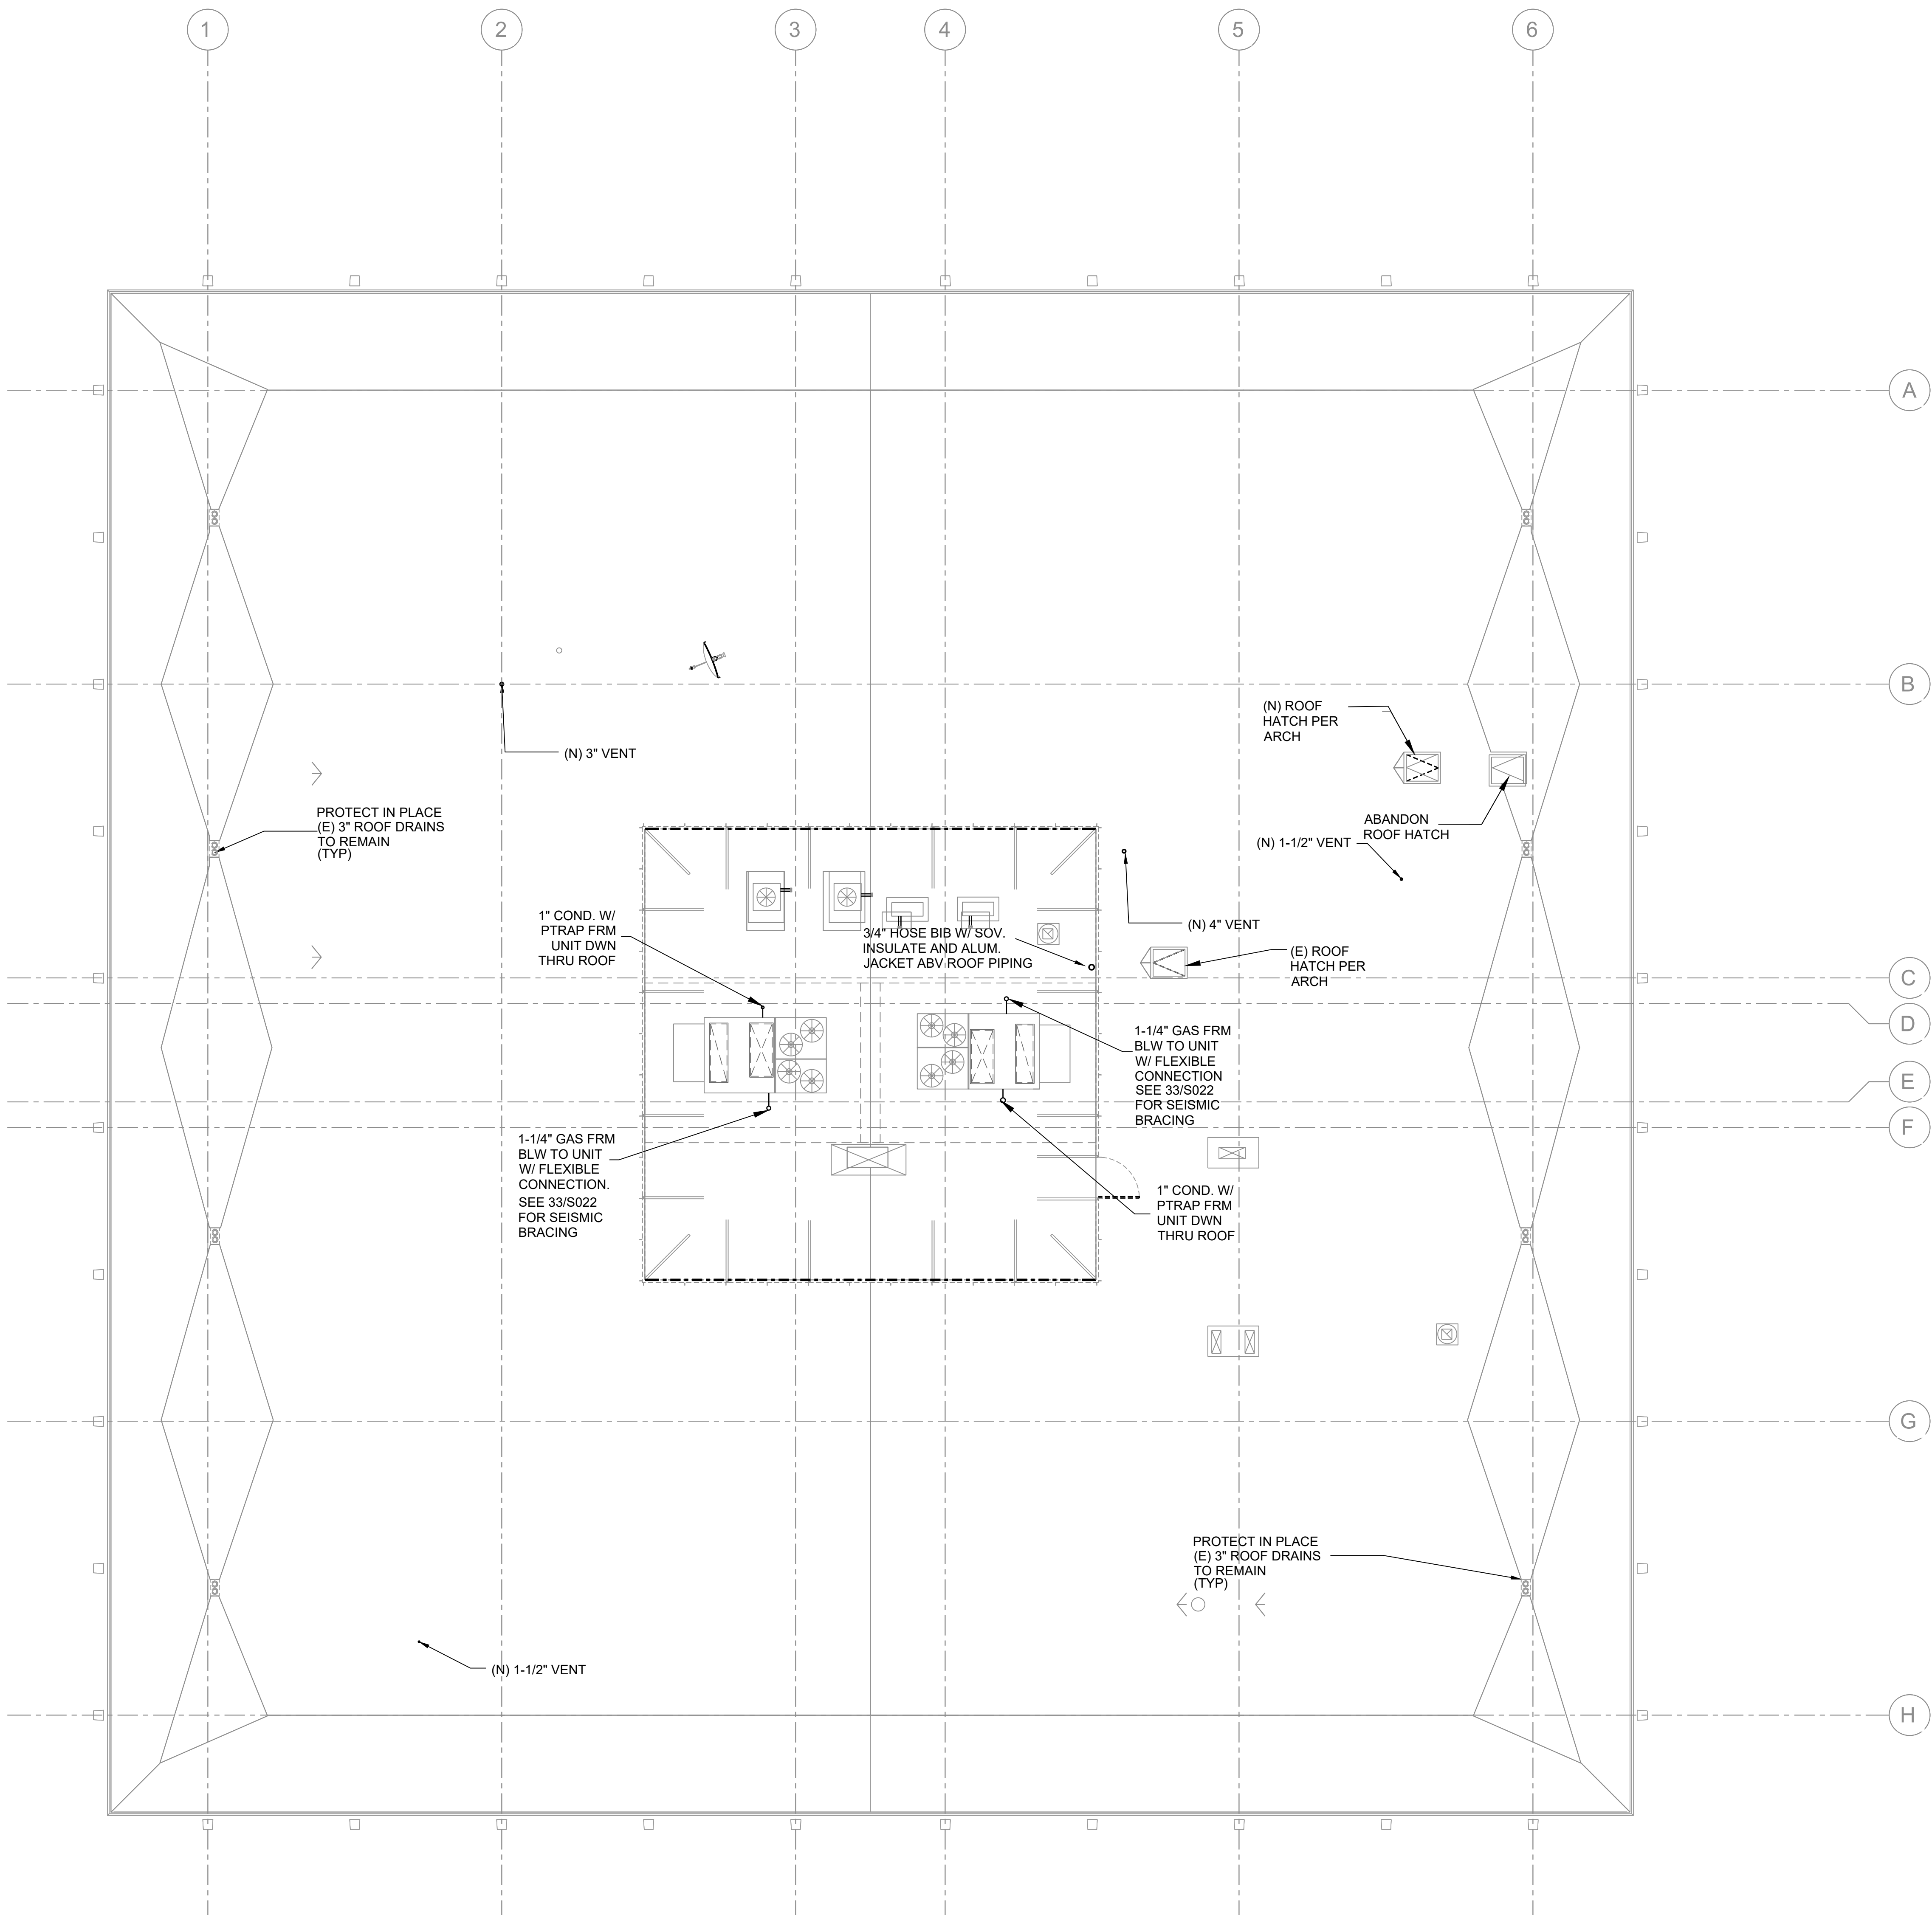 1
2
3
4
5
6
A
B
(N) 3" VENT
(N) ROOF
HATCH PER
ARCH
PROTECT IN PLACE
(E) 3" ROOF DRAINS
TO REMAIN
(TYP)
ABANDON
ROOF HATCH
(N) 1-1/2" VENT
1" COND. W/
PTRAP FRM
UNIT DWN
THRU ROOF
3/4" HOSE BIB W/ SOV.
INSULATE AND ALUM.
JACKET ABV ROOF PIPING
(N) 4" VENT
(E) ROOF
HATCH PER
ARCH
C
D
1-1/4" GAS FRM
BLW TO UNIT
W/ FLEXIBLE
CONNECTION
SEE 33/S022
FOR SEISMIC
BRACING
E
F
1-1/4" GAS FRM
BLW TO UNIT
W/ FLEXIBLE
CONNECTION.
SEE 33/S022
FOR SEISMIC
BRACING
1" COND. W/
PTRAP FRM
UNIT DWN
THRU ROOF
G
PROTECT IN PLACE
(E) 3" ROOF DRAINS
TO REMAIN
(TYP)
(N) 1-1/2" VENT
H